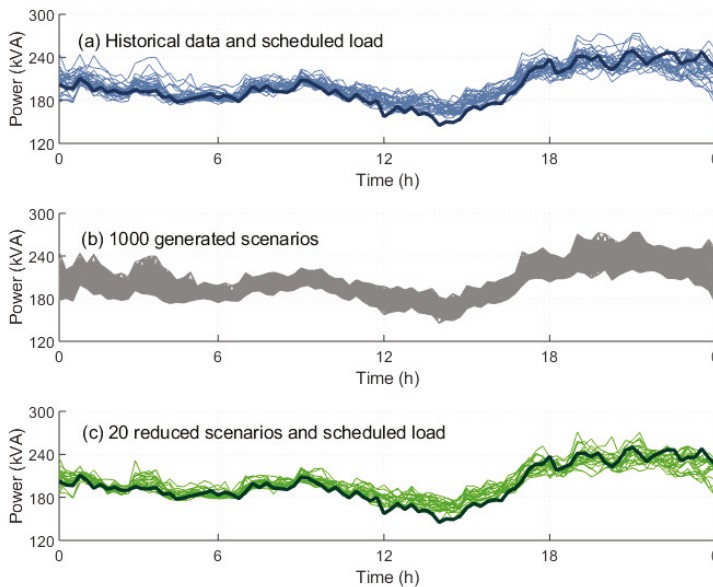 300
(a) Historical data and scheduled load
240
180
120
Power (kVA)
0 6 12 18
Time (h)
300
(b) 1000 generated scenarios
240
180
120
Power (kVA)
0 6 12 18
Time (h)
300
(c) 20 reduced scenarios and scheduled load
240
180
120
Power (kVA)
0 6 12 18
Time (h)